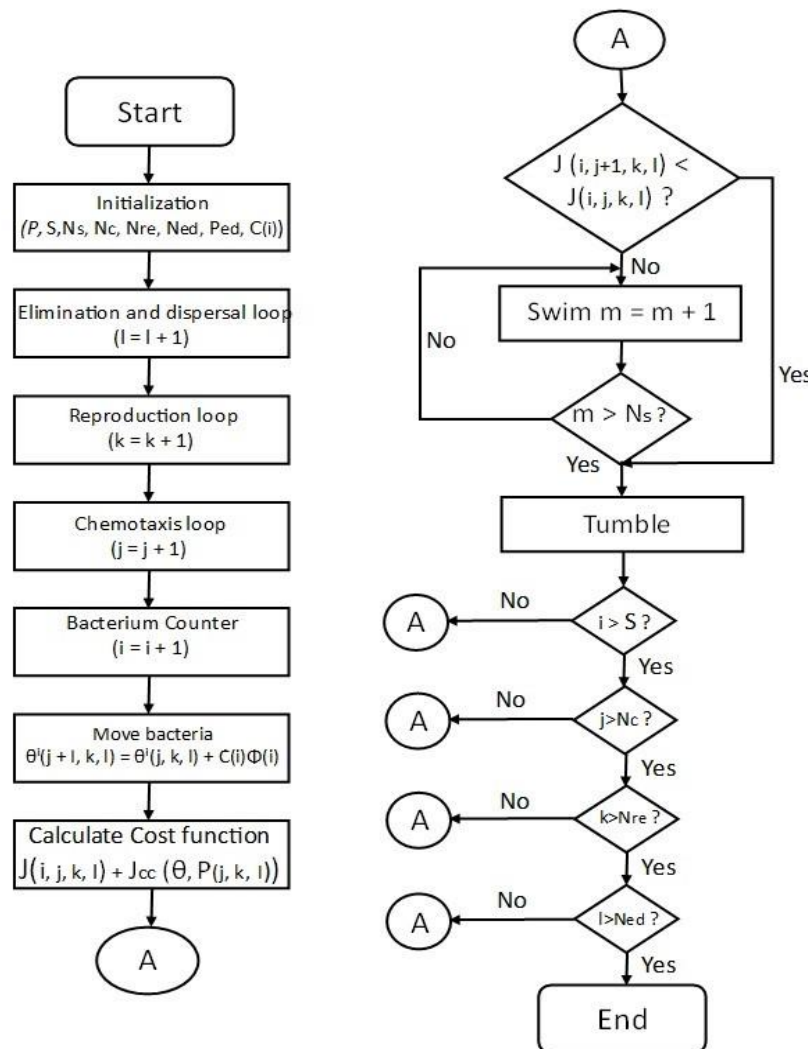 Start
Initialization
(P, S,Ns, Nc, Nre, Ned, Ped, C(i))
Elimination and dispersal loop
(l = l + 1)
Reproduction loop
(k = k + 1)
Chemotaxis loop
(j = j + 1)
Bacterium Counter
(i = i + 1)
Move bacteria
θⁱ(j + l, k, l) = θⁱ(j, k, l) + C(i)Φ(i)
Calculate Cost function
J(i, j, k, l) + Jcc (θ, P(j, k, l))
A
A
J (i, j+1, k, l) <
J(i, j, k, l) ?
No
Swim m = m + 1
No
Yes
m > Ns ?
Yes
Tumble
A
No
i > S ?
Yes
A
No
j>Nc ?
Yes
A
No
k>Nre ?
Yes
A
No
l>Ned ?
Yes
End